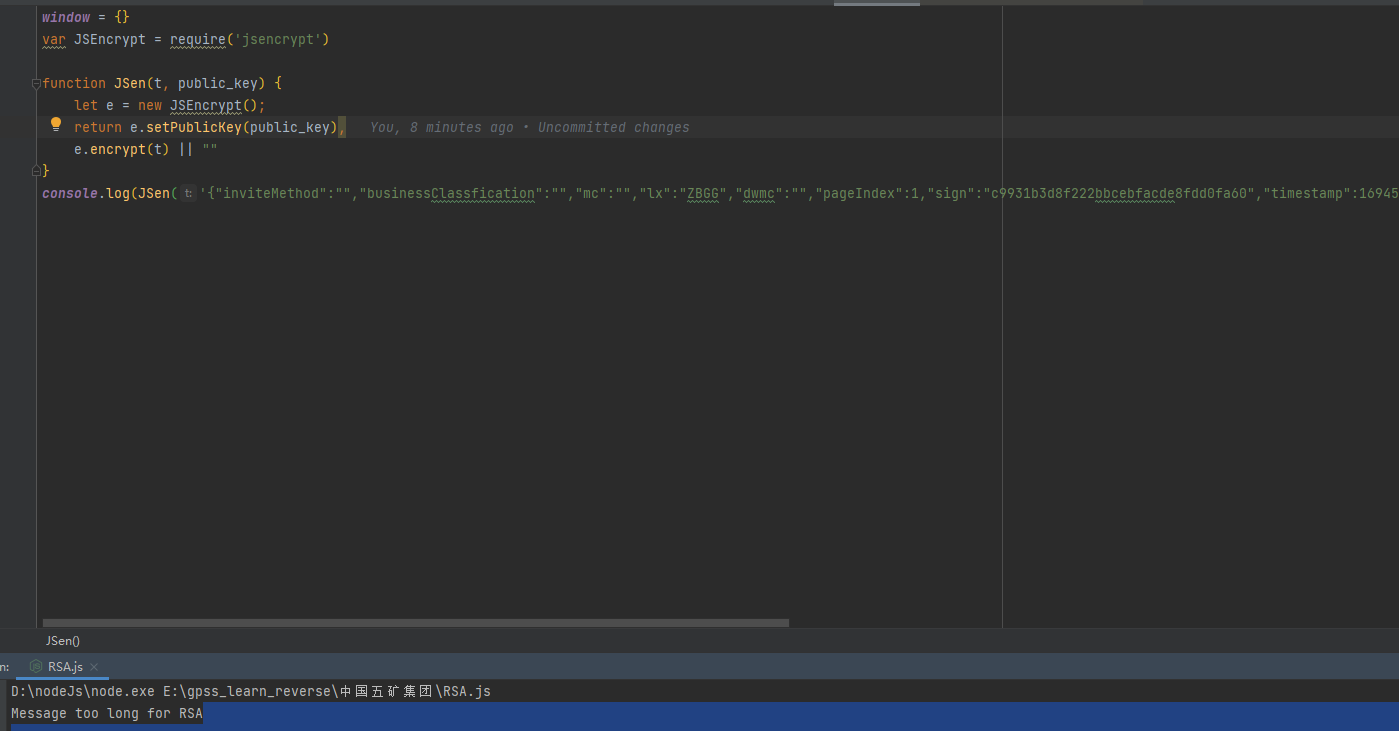 window = {}
var JSEncrypt = require('jsencrypt')
function JSen(t, public_key) {
let e = new JSEncrypt();
return e.setPublicKey(public_key), You, 8 minutes ago • Uncommitted changes
e.encrypt(t) || ""
}
console.log(JSen( t: '{"inviteMethod":"","businessClassfication":"","mc":"","lx":"ZBGG","dwmc":"","pageIndex":1,"sign":"c9931b3d8f222bbcebfacde8fdd0fa60","timestamp":16945
JSen()
n: RSA.js ×
D:\nodeJs\node.exe E:\gpss_learn_reverse\中国五矿集团\RSA.js
Message too long for RSA